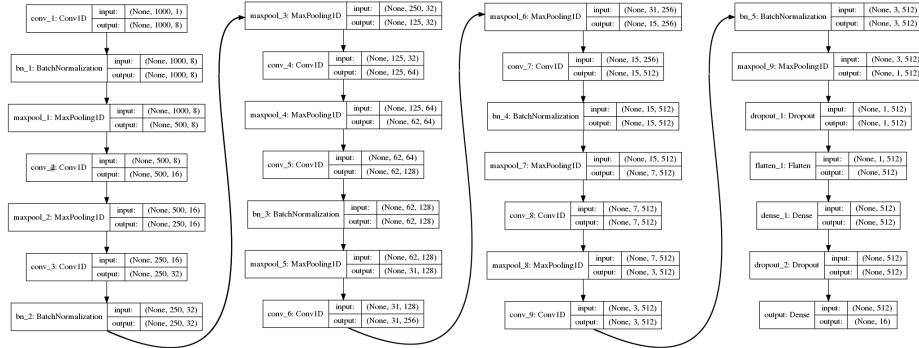 conv_1: Conv1D input: (None, 1000, 1)
output: (None, 1000, 8)
bn_1: BatchNormalization input: (None, 1000, 8)
output: (None, 1000, 8)
maxpool_1: MaxPooling1D input: (None, 1000, 8)
output: (None, 500, 8)
conv_2: Conv1D input: (None, 500, 8)
output: (None, 500, 16)
maxpool_2: MaxPooling1D input: (None, 500, 16)
output: (None, 250, 16)
conv_3: Conv1D input: (None, 250, 16)
output: (None, 250, 32)
bn_2: BatchNormalization input: (None, 250, 32)
output: (None, 250, 32)
maxpool_3: MaxPooling1D input: (None, 250, 32)
output: (None, 125, 32)
conv_4: Conv1D input: (None, 125, 32)
output: (None, 125, 64)
maxpool_4: MaxPooling1D input: (None, 125, 64)
output: (None, 62, 64)
conv_5: Conv1D input: (None, 62, 64)
output: (None, 62, 128)
bn_3: BatchNormalization input: (None, 62, 128)
output: (None, 62, 128)
maxpool_5: MaxPooling1D input: (None, 62, 128)
output: (None, 31, 128)
conv_6: Conv1D input: (None, 31, 128)
output: (None, 31, 256)
maxpool_6: MaxPooling1D input: (None, 31, 256)
output: (None, 15, 256)
conv_7: Conv1D input: (None, 15, 256)
output: (None, 15, 512)
bn_4: BatchNormalization input: (None, 15, 512)
output: (None, 15, 512)
maxpool_7: MaxPooling1D input: (None, 15, 512)
output: (None, 7, 512)
conv_8: Conv1D input: (None, 7, 512)
output: (None, 7, 512)
maxpool_8: MaxPooling1D input: (None, 7, 512)
output: (None, 3, 512)
conv_9: Conv1D input: (None, 3, 512)
output: (None, 3, 512)
bn_5: BatchNormalization input: (None, 3, 512)
output: (None, 3, 512)
maxpool_9: MaxPooling1D input: (None, 3, 512)
output: (None, 1, 512)
dropout_1: Dropout input: (None, 1, 512)
output: (None, 1, 512)
flatten_1: Flatten input: (None, 1, 512)
output: (None, 512)
dense_1: Dense input: (None, 512)
output: (None, 512)
dropout_2: Dropout input: (None, 512)
output: (None, 512)
output: Dense input: (None, 512)
output: (None, 16)